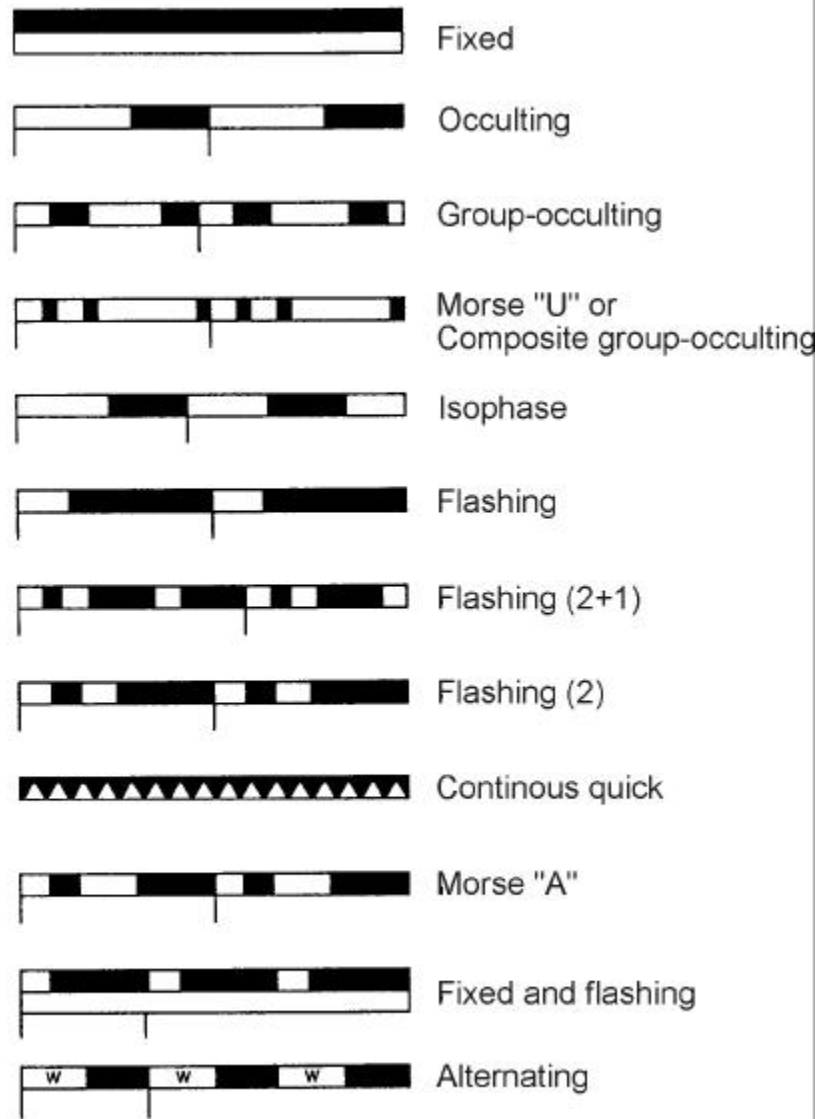 Fixed
Occulting
Group-occulting
Morse "U" or
Composite group-occulting
Isophase
Flashing
Flashing (2+1)
Flashing (2)
Continous quick
Morse "A"
Fixed and flashing
W W W
Alternating